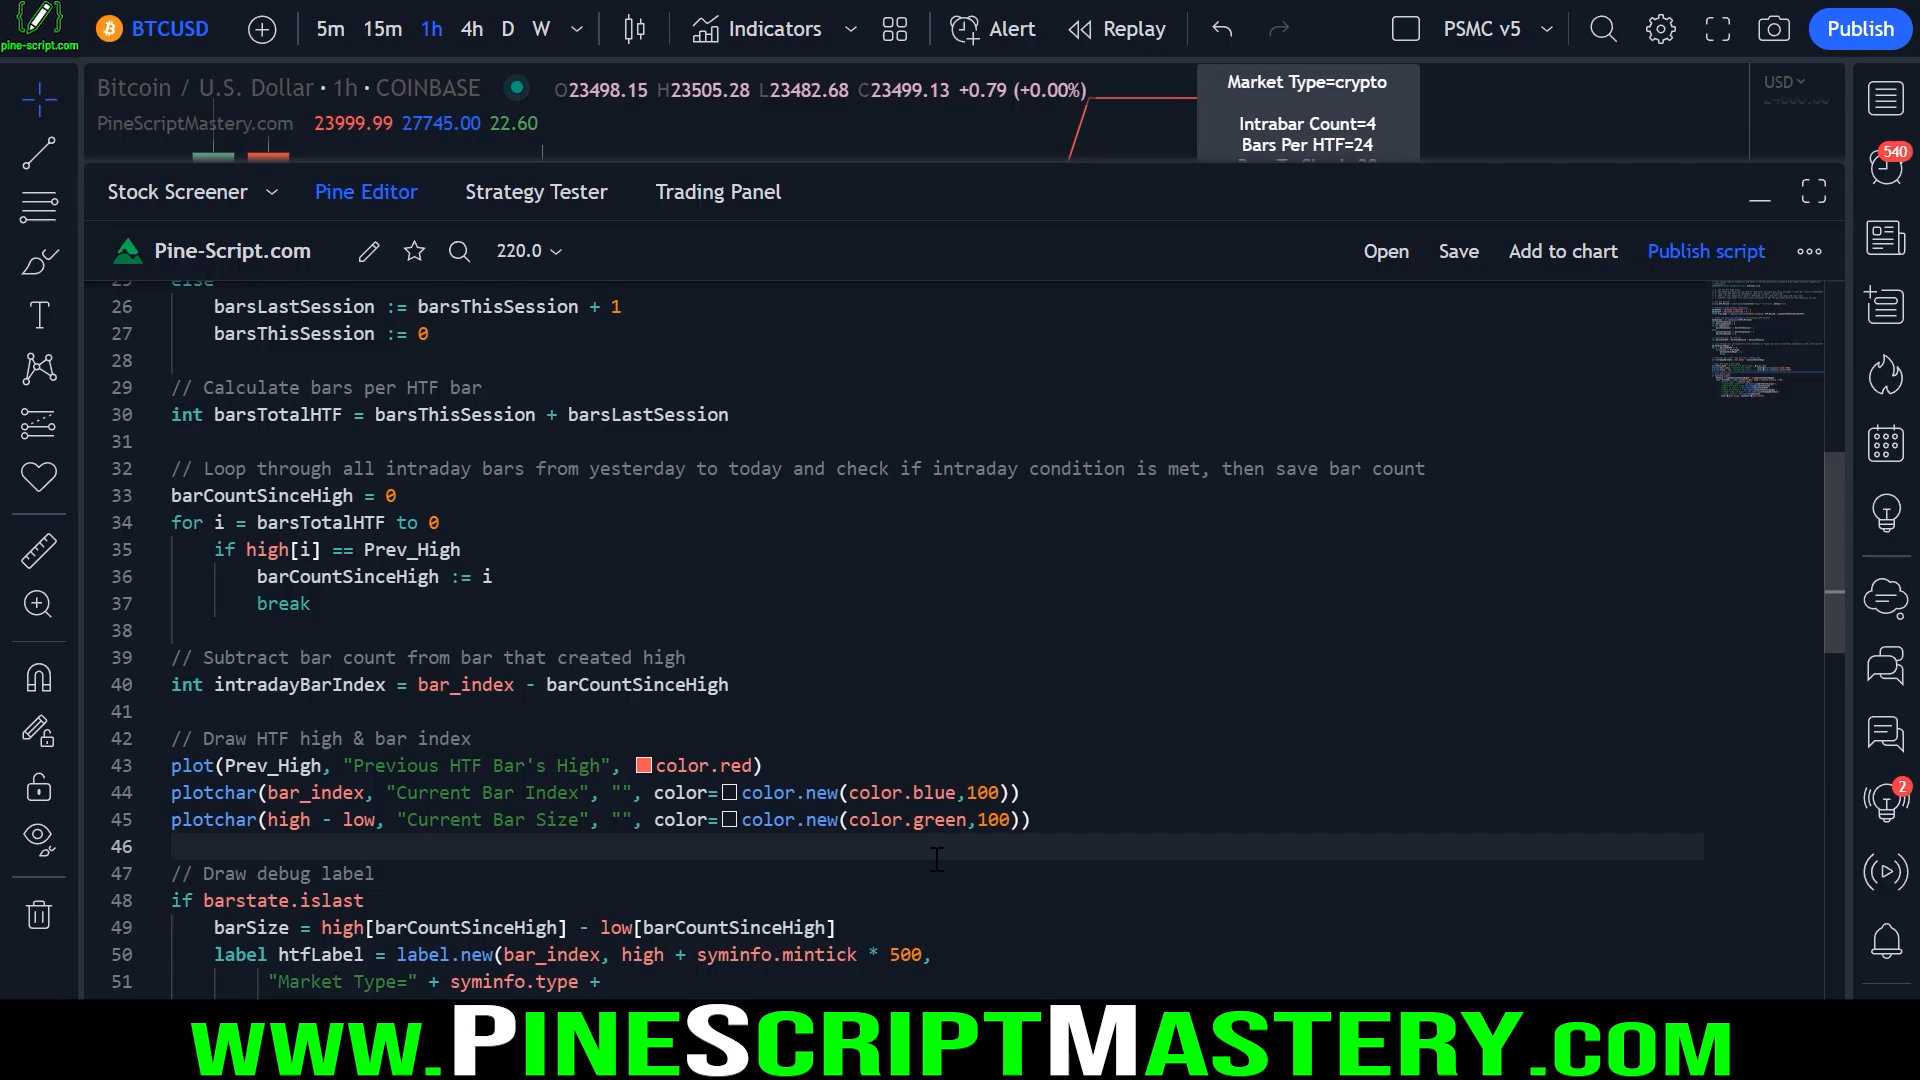 pine-script.com
BTCUSD 5m 15m 1h 4h D W Indicators Alert Replay PSMC v5 Publish
Bitcoin / U.S. Dollar · 1h · COINBASE O23498.15 H23505.28 L23482.68 C23499.13 +0.79 (+0.00%)
PineScriptMastery.com 23999.99 27745.00 22.60
Market Type=crypto
Intrabar Count=4
Bars Per HTF=24
USD
540
Stock Screener Pine Editor Strategy Tester Trading Panel
Pine-Script.com 220.0 Open Save Add to chart Publish script
25 else
26 barsLastSession := barsThisSession + 1
27 barsThisSession := 0
28
29 // Calculate bars per HTF bar
30 int barsTotalHTF = barsThisSession + barsLastSession
31
32 // Loop through all intraday bars from yesterday to today and check if intraday condition is met, then save bar count
33 barCountSinceHigh = 0
34 for i = barsTotalHTF to 0
35 if high[i] == Prev_High
36 barCountSinceHigh := i
37 break
38
39 // Subtract bar count from bar that created high
40 int intradayBarIndex = bar_index - barCountSinceHigh
41
42 // Draw HTF high & bar index
43 plot(Prev_High, "Previous HTF Bar's High", color.red)
44 plotchar(bar_index, "Current Bar Index", "", color=color.new(color.blue,100))
45 plotchar(high - low, "Current Bar Size", "", color=color.new(color.green,100))
46
47 // Draw debug label
48 if barstate.islast
49 barSize = high[barCountSinceHigh] - low[barCountSinceHigh]
50 label htfLabel = label.new(bar_index, high + syminfo.mintick * 500,
51 "Market Type=" + syminfo.type +
2
www.PineScriptMastery.com